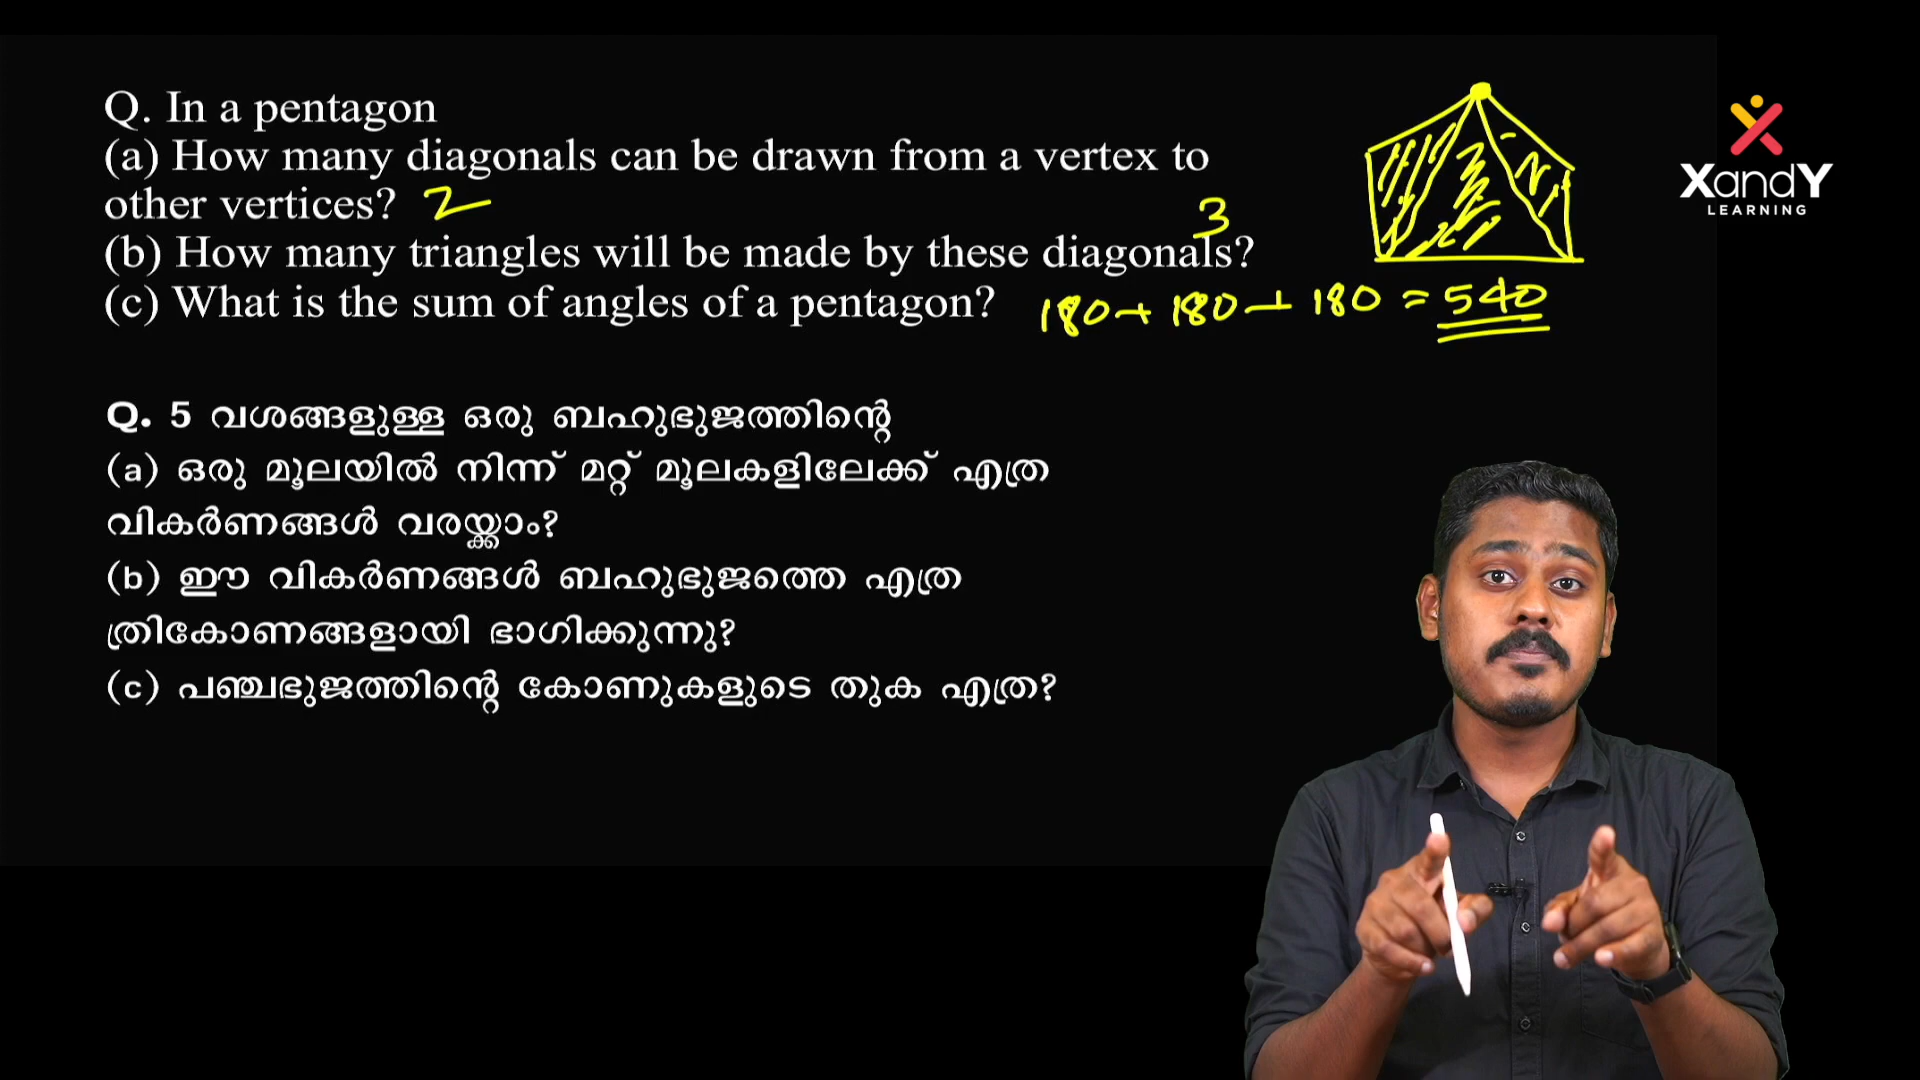 Q. In a pentagon
(a) How many diagonals can be drawn from a vertex to
other vertices? 2
3
(b) How many triangles will be made by these diagonals?
(c) What is the sum of angles of a pentagon? 180+180+180=540
XandY
LEARNING
Q. 5 വശങ്ങളുള്ള ഒരു ബഹുഭുജത്തിന്റെ
(a) ഒരു മൂലയിൽ നിന്ന് മറ്റ് മൂലകളിലേക്ക് എത്ര
വികർണങ്ങൾ വരയ്ക്കാം?
(b) ഈ വികർണങ്ങൾ ബഹുഭുജത്തെ എത്ര
ത്രികോണങ്ങളായി ഭാഗിക്കുന്നു?
(c) പഞ്ചഭുജത്തിന്റെ കോണുകളുടെ തുക എത്ര?